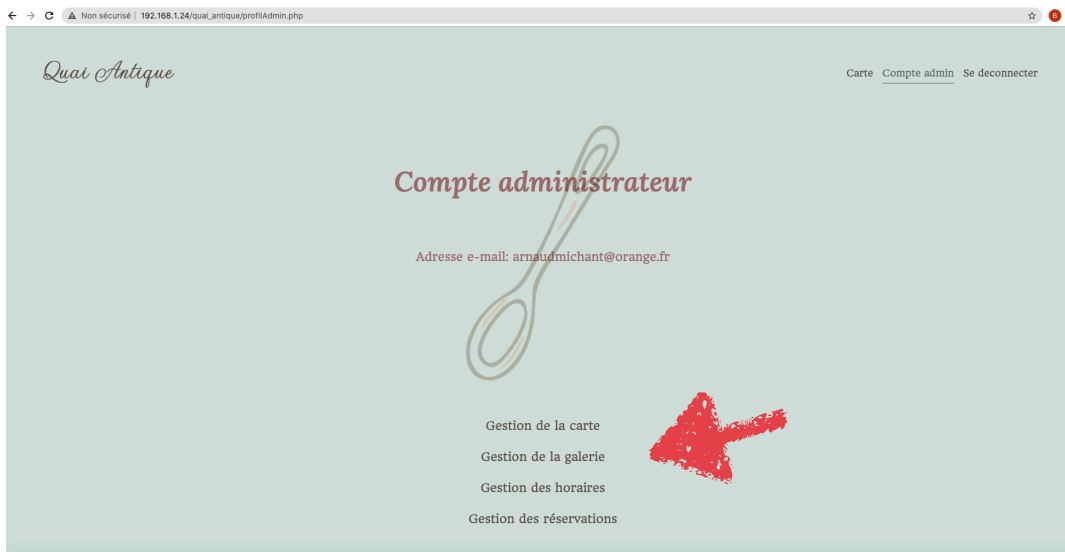 Non sécurisé | 192.168.1.24/quai_antique/profilAdmin.php
B
Quai Antique
Carte Compte admin Se deconnecter
Compte administrateur
Adresse e-mail: arnaudmichant@orange.fr
Gestion de la carte
Gestion de la galerie
Gestion des horaires
Gestion des réservations